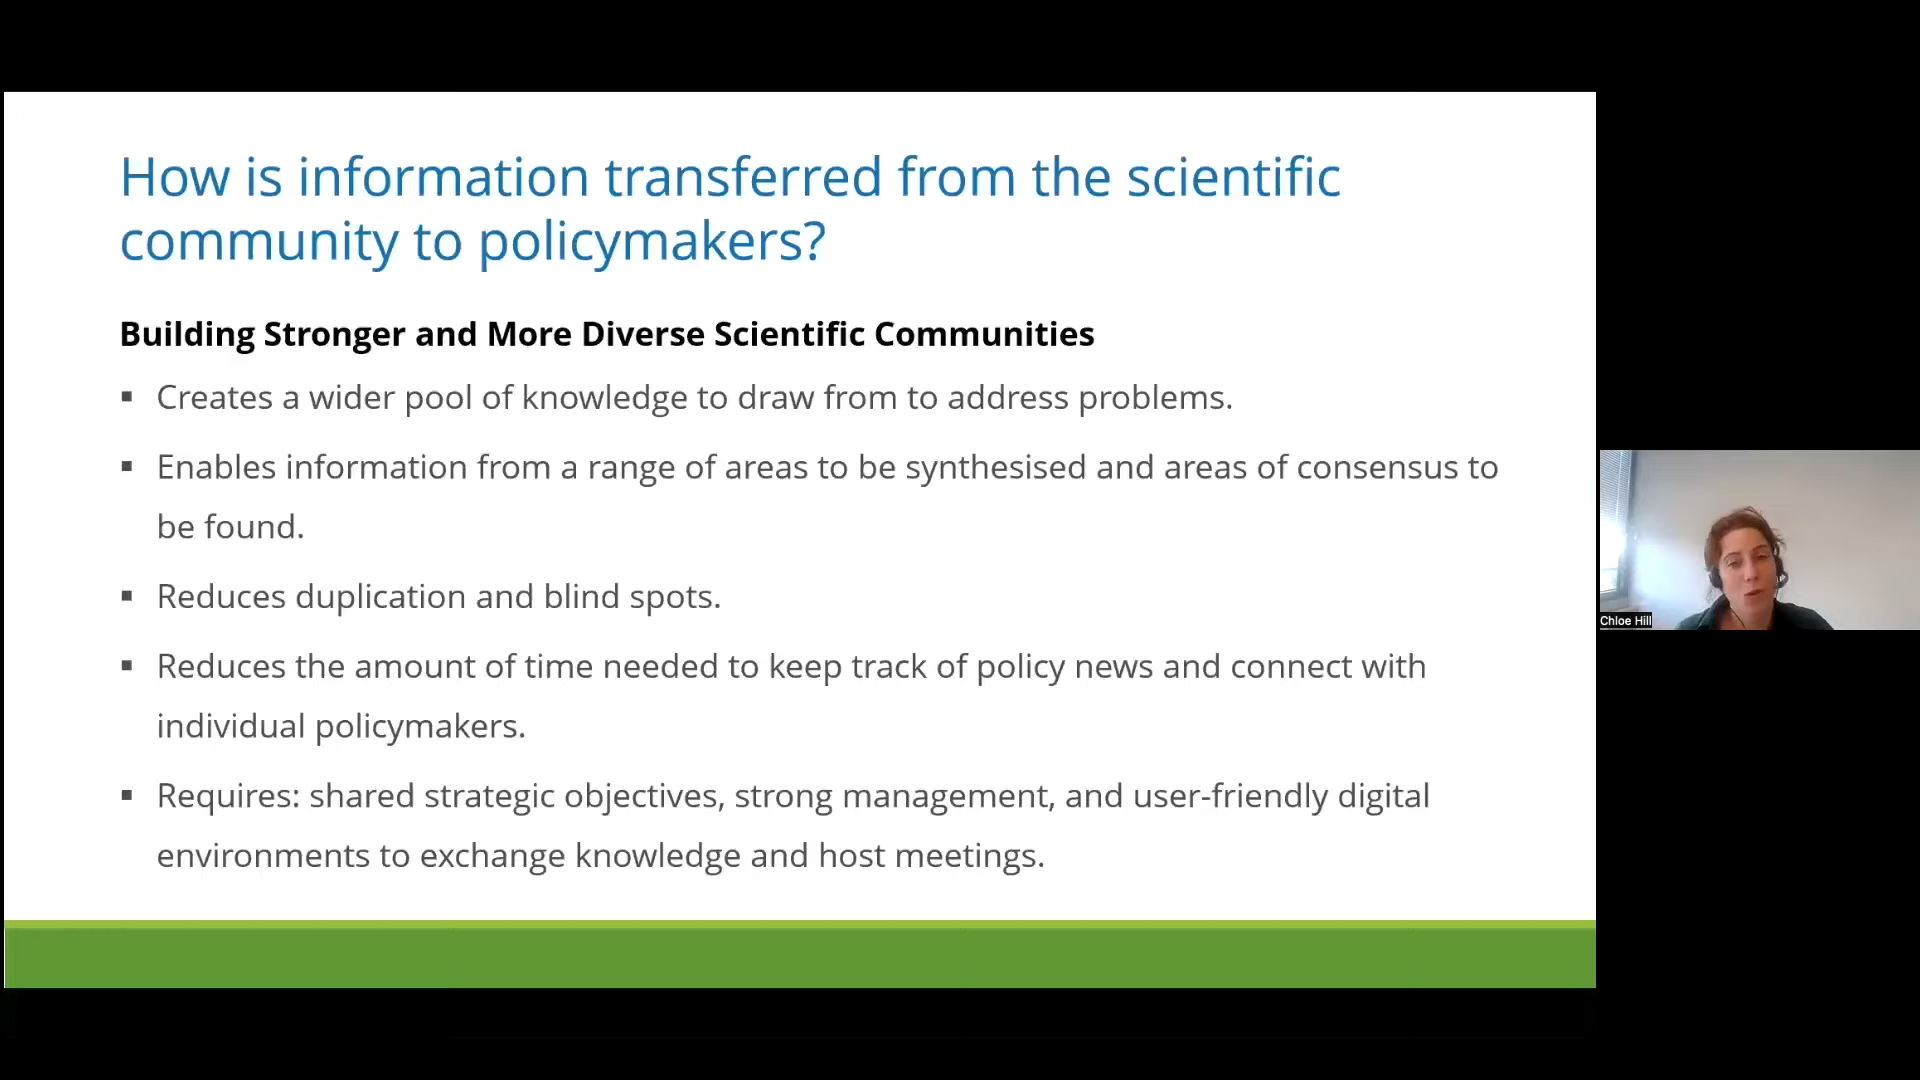 How is information transferred from the scientific
community to policymakers?
Building Stronger and More Diverse Scientific Communities
▪ Creates a wider pool of knowledge to draw from to address problems.
▪ Enables information from a range of areas to be synthesised and areas of consensus to
be found.
▪ Reduces duplication and blind spots.
▪ Reduces the amount of time needed to keep track of policy news and connect with
individual policymakers.
▪ Requires: shared strategic objectives, strong management, and user-friendly digital
environments to exchange knowledge and host meetings.
Chloe Hill